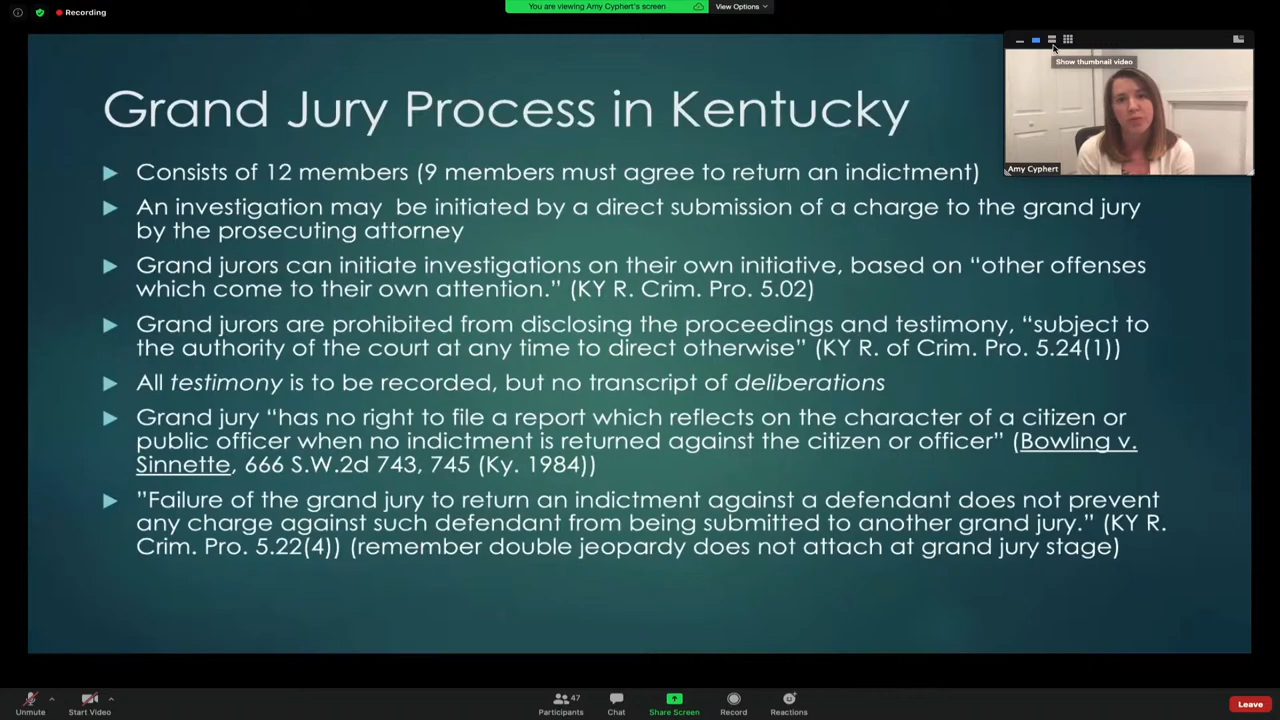 Recording
You are viewing Amy Cyphert's screen
View Options
Show thumbnail video
Amy Cyphert
Grand Jury Process in Kentucky
Consists of 12 members (9 members must agree to return an indictment)
An investigation may be initiated by a direct submission of a charge to the grand jury
by the prosecuting attorney
Grand jurors can initiate investigations on their own initiative, based on “other offenses
which come to their own attention.” (KY R. Crim. Pro. 5.02)
Grand jurors are prohibited from disclosing the proceedings and testimony, “subject to
the authority of the court at any time to direct otherwise” (KY R. of Crim. Pro. 5.24(1))
All testimony is to be recorded, but no transcript of deliberations
Grand jury “has no right to file a report which reflects on the character of a citizen or
public officer when no indictment is returned against the citizen or officer” (Bowling v.
Sinnette, 666 S.W.2d 743, 745 (Ky. 1984))
”Failure of the grand jury to return an indictment against a defendant does not prevent
any charge against such defendant from being submitted to another grand jury.” (KY R.
Crim. Pro. 5.22(4)) (remember double jeopardy does not attach at grand jury stage)
Unmute
Start Video
Participants 47
Chat
Share Screen
Record
Reactions
Leave